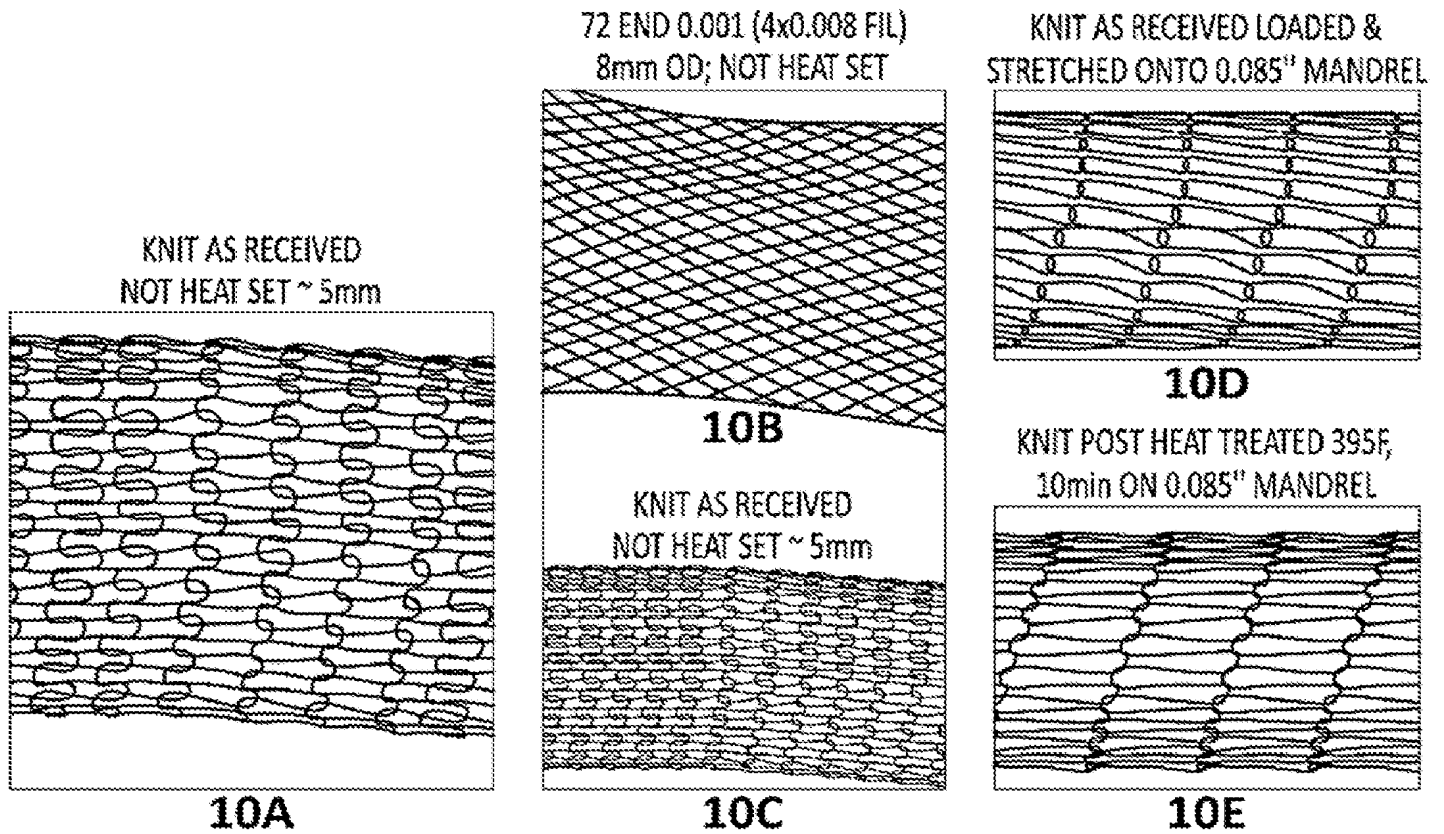 KNIT AS RECEIVED
NOT HEAT SET ~ 5mm
10A
72 END 0.001 (4x0.008 FIL)
8mm OD; NOT HEAT SET
10B
KNIT AS RECEIVED
NOT HEAT SET ~ 5mm
10C
KNIT AS RECEIVED LOADED &
STRETCHED ONTO 0.085" MANDREL
10D
KNIT POST HEAT TREATED 395F,
10min ON 0.085" MANDREL
10E